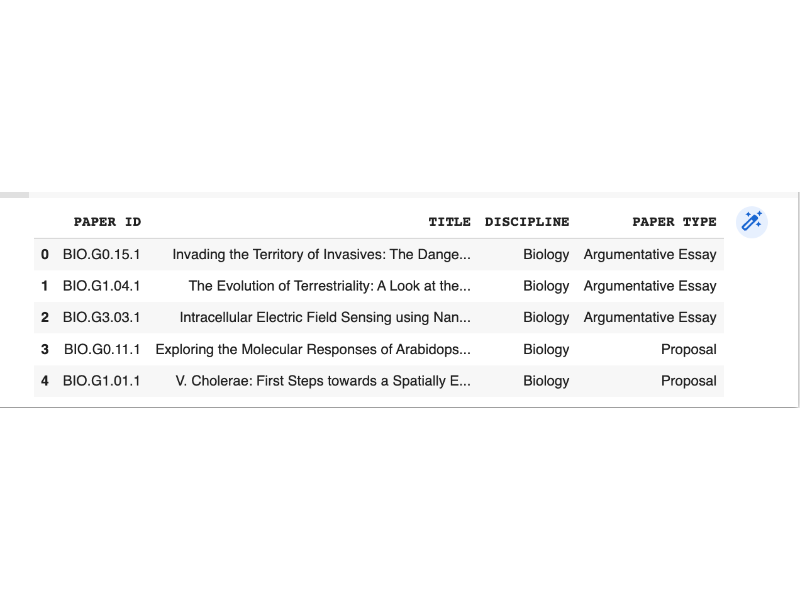 PAPER ID TITLE DISCIPLINE PAPER TYPE
0 BIO.G0.15.1 Invading the Territory of Invasives: The Dange... Biology Argumentative Essay
1 BIO.G1.04.1 The Evolution of Terrestriality: A Look at the... Biology Argumentative Essay
2 BIO.G3.03.1 Intracellular Electric Field Sensing using Nan... Biology Argumentative Essay
3 BIO.G0.11.1 Exploring the Molecular Responses of Arabidops... Biology Proposal
4 BIO.G1.01.1 V. Cholerae: First Steps towards a Spatially E... Biology Proposal